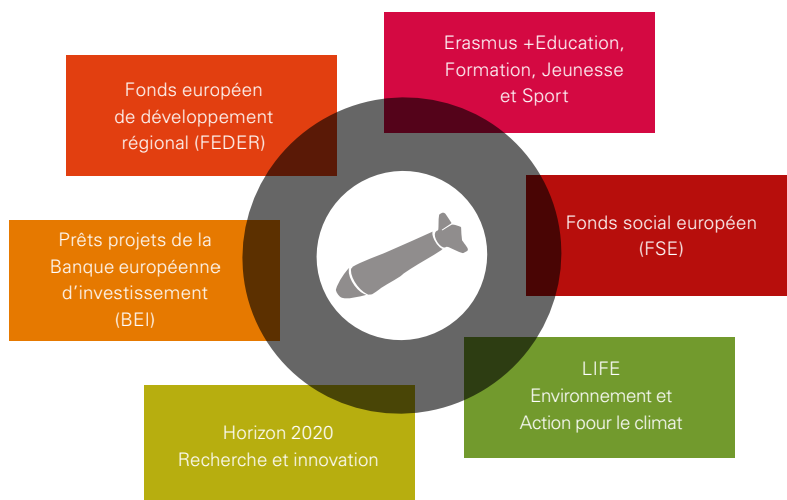 Erasmus +Education,
Formation, Jeunesse
et Sport
Fonds européen
de développement
régional (FEDER)
Fonds social européen
(FSE)
Prêts projets de la
Banque européenne
d’investissement
(BEI)
LIFE
Environnement et
Action pour le climat
Horizon 2020
Recherche et innovation